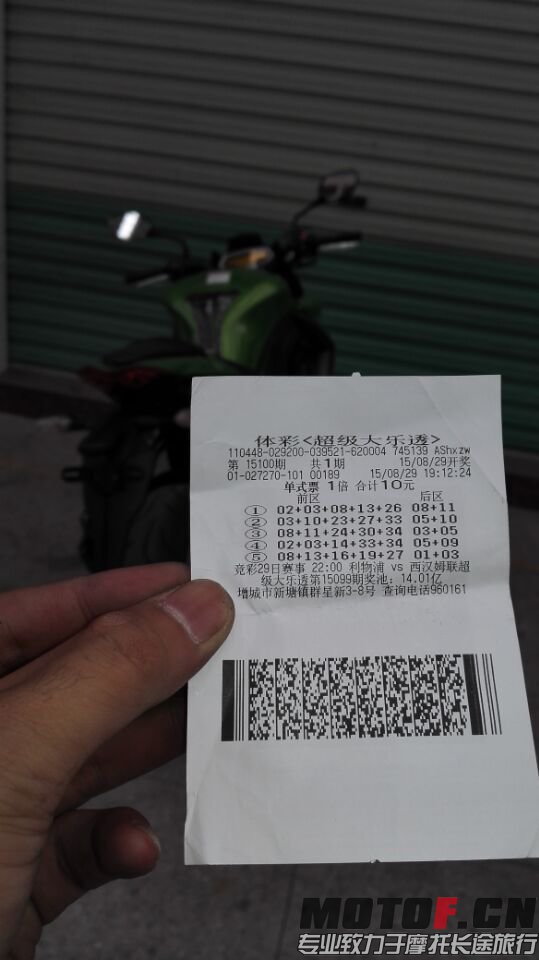 体彩<超级大乐透>
110448-029200-039521-620004 745139 AShxzw
第 15100期 共1期 15/08/29开奖
01-027270-101 00189 15/08/29 19:12:24
单式票 1倍 合计10元
前区 后区
① 02+03+08+13+26 08+11
② 03+10+23+27+33 05+10
③ 08+11+24+30+34 03+05
④ 02+03+14+33+34 05+09
⑤ 08+13+16+19+27 01+03
竞彩29日赛事 22:00 利物浦 vs 西汉姆联超
级大乐透第15099期奖池：14.01亿
增城市新塘镇群星新3-8号 查询电话960161
MOTOF.CN
专业致力于摩托长途旅行